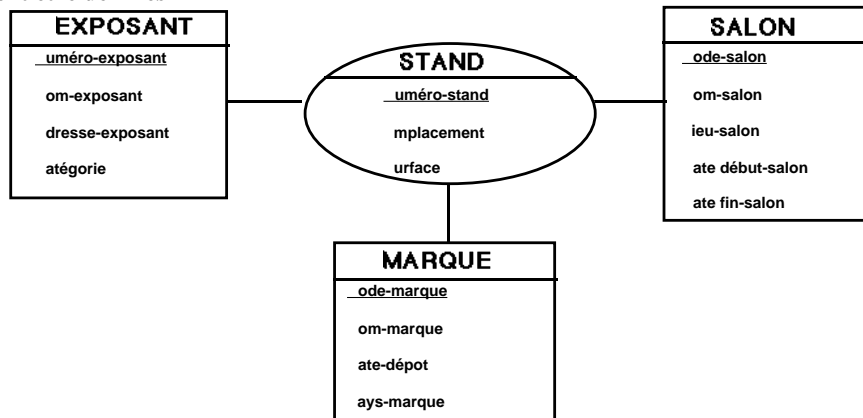 EXPOSANT
uméro-exposant
om-exposant
dresse-exposant
atégorie
STAND
uméro-stand
mplacement
urface
SALON
ode-salon
om-salon
ieu-salon
ate début-salon
ate fin-salon
MARQUE
ode-marque
om-marque
ate-dépot
ays-marque